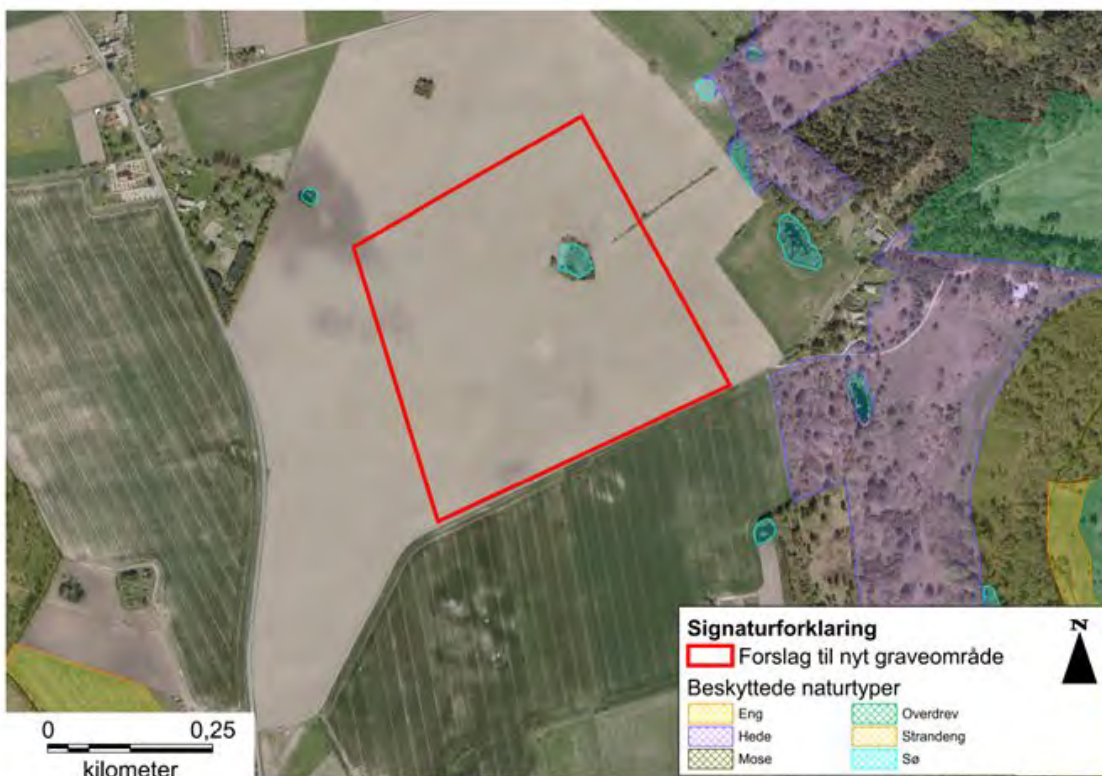 Signaturforklaring
Forslag til nyt graveområde
Beskyttede naturtyper
Eng
Overdrev
Hede
Strandeng
Mose
Sø
N
0 0,25
kilometer